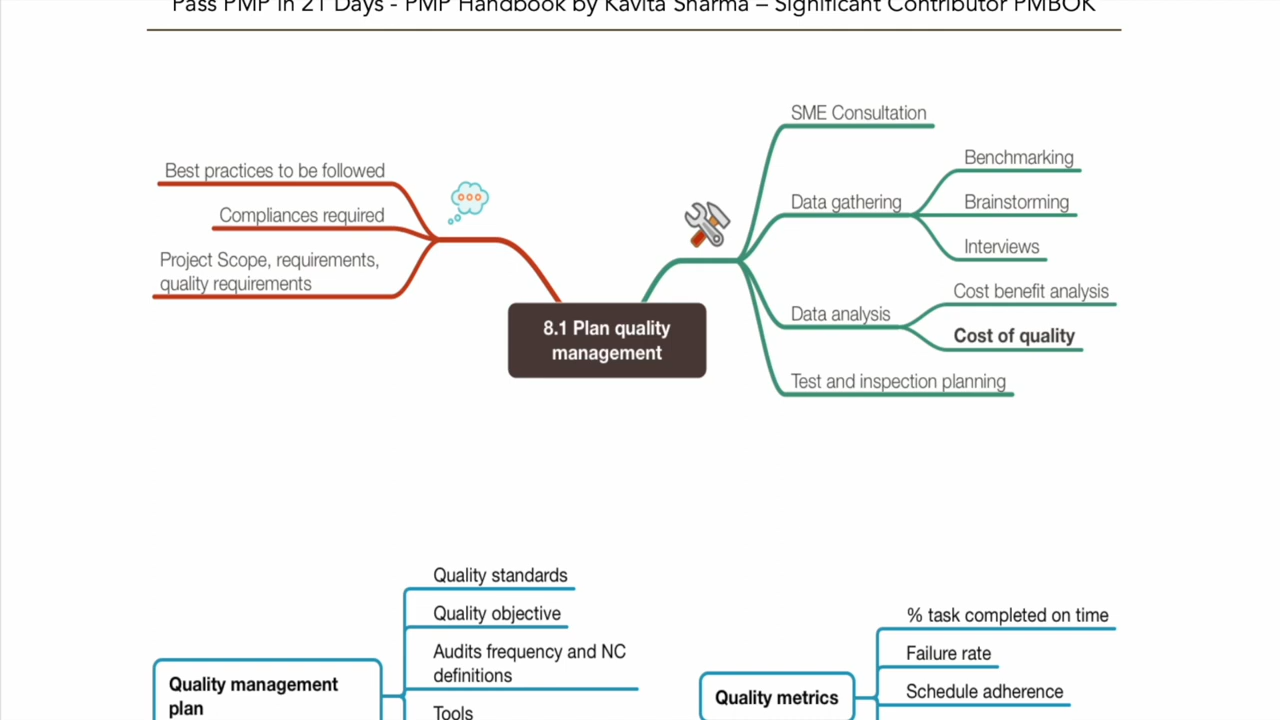 Pass PMP in 21 Days - PMP Handbook by Kavita Sharma – Significant Contributor PMBOK
Best practices to be followed
Compliances required
Project Scope, requirements,
quality requirements
8.1 Plan quality
management
SME Consultation
Data gathering
Benchmarking
Brainstorming
Interviews
Data analysis
Cost benefit analysis
Cost of quality
Test and inspection planning
Quality management
plan
Quality standards
Quality objective
Audits frequency and NC
definitions
Tools
Quality metrics
% task completed on time
Failure rate
Schedule adherence